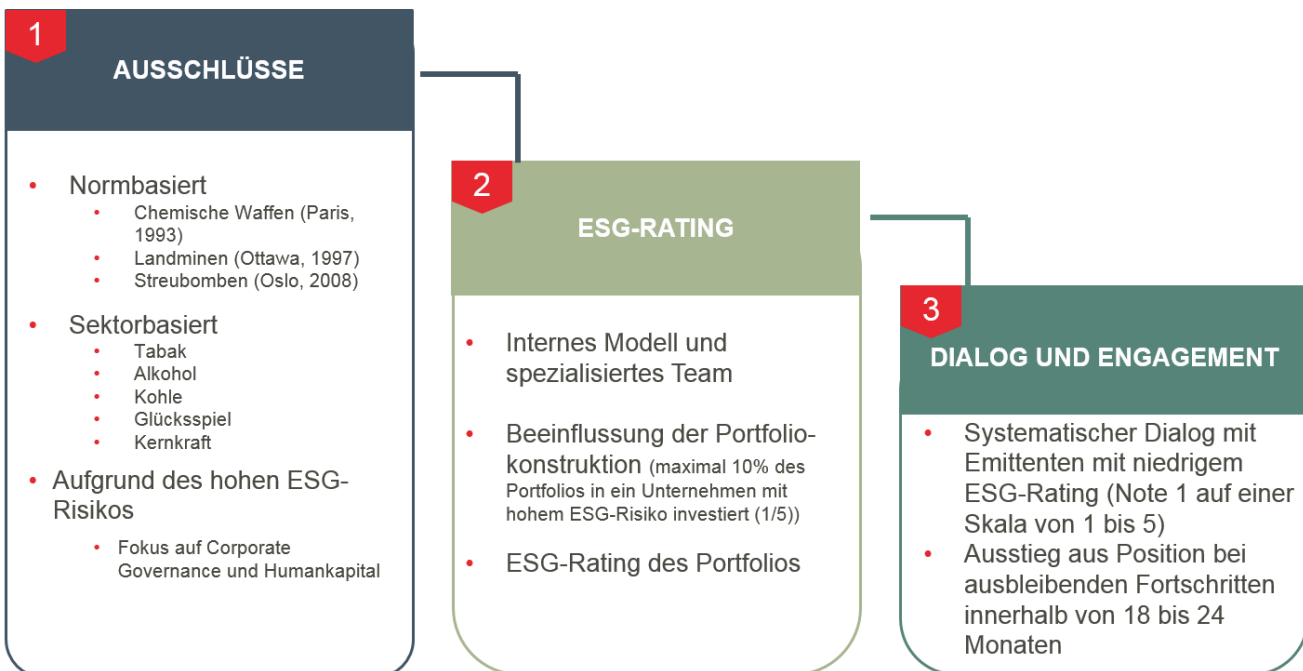 1
AUSSCHLÜSSE
• Normbasiert
• Chemische Waffen (Paris,
1993)
• Landminen (Ottawa, 1997)
• Streubomben (Oslo, 2008)
• Sektorbasiert
• Tabak
• Alkohol
• Kohle
• Glücksspiel
• Kernkraft
• Aufgrund des hohen ESG-
Risikos
• Fokus auf Corporate
Governance und Humankapital
2
ESG-RATING
• Internes Modell und
spezialisiertes Team
• Beeinflussung der Portfolio-
konstruktion (maximal 10% des
Portfolios in ein Unternehmen mit
hohem ESG-Risiko investiert (1/5))
• ESG-Rating des Portfolios
3
DIALOG UND ENGAGEMENT
• Systematischer Dialog mit
Emittenten mit niedrigem
ESG-Rating (Note 1 auf einer
Skala von 1 bis 5)
• Ausstieg aus Position bei
ausbleibenden Fortschritten
innerhalb von 18 bis 24
Monaten